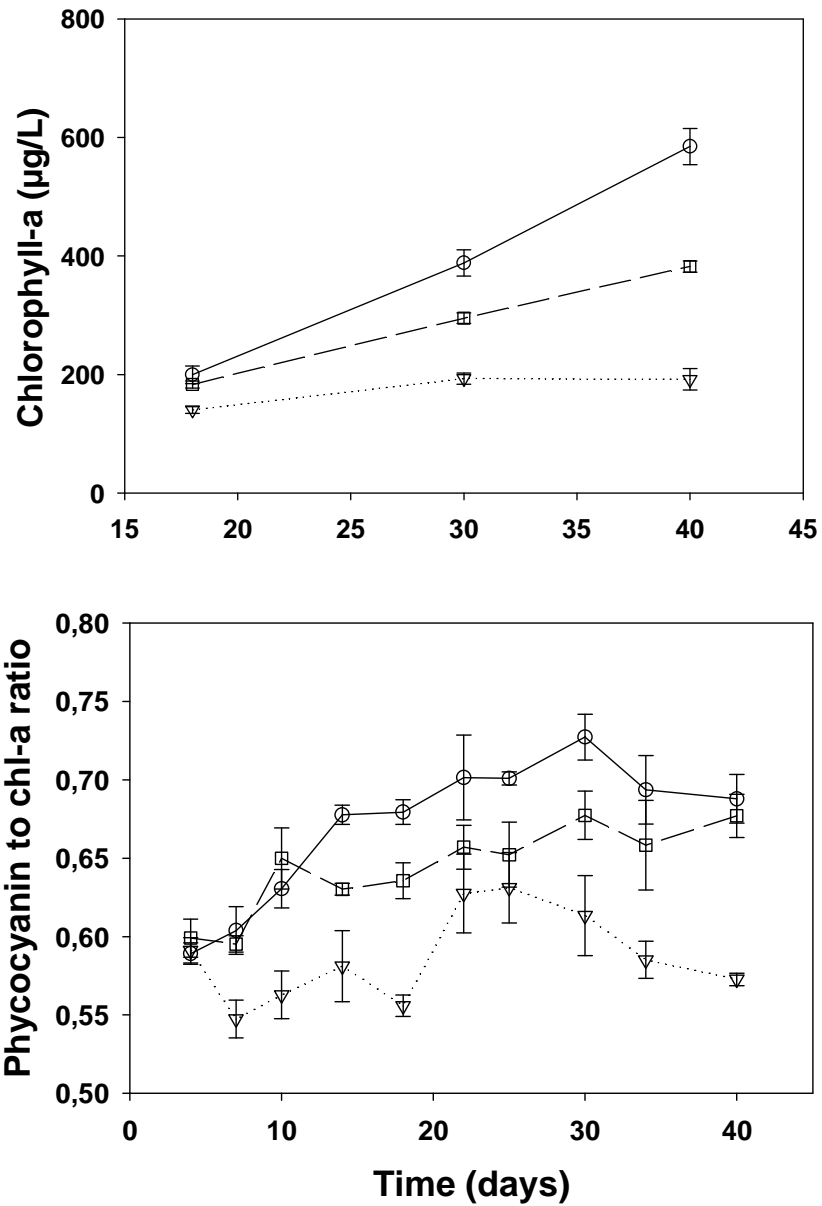 800
600
400
200
0
Chlorophyll-a (µg/L)
15 20 25 30 35 40 45
0,80
0,75
0,70
0,65
0,60
0,55
0,50
Phycocyanin to chl-a ratio
0 10 20 30 40
Time (days)